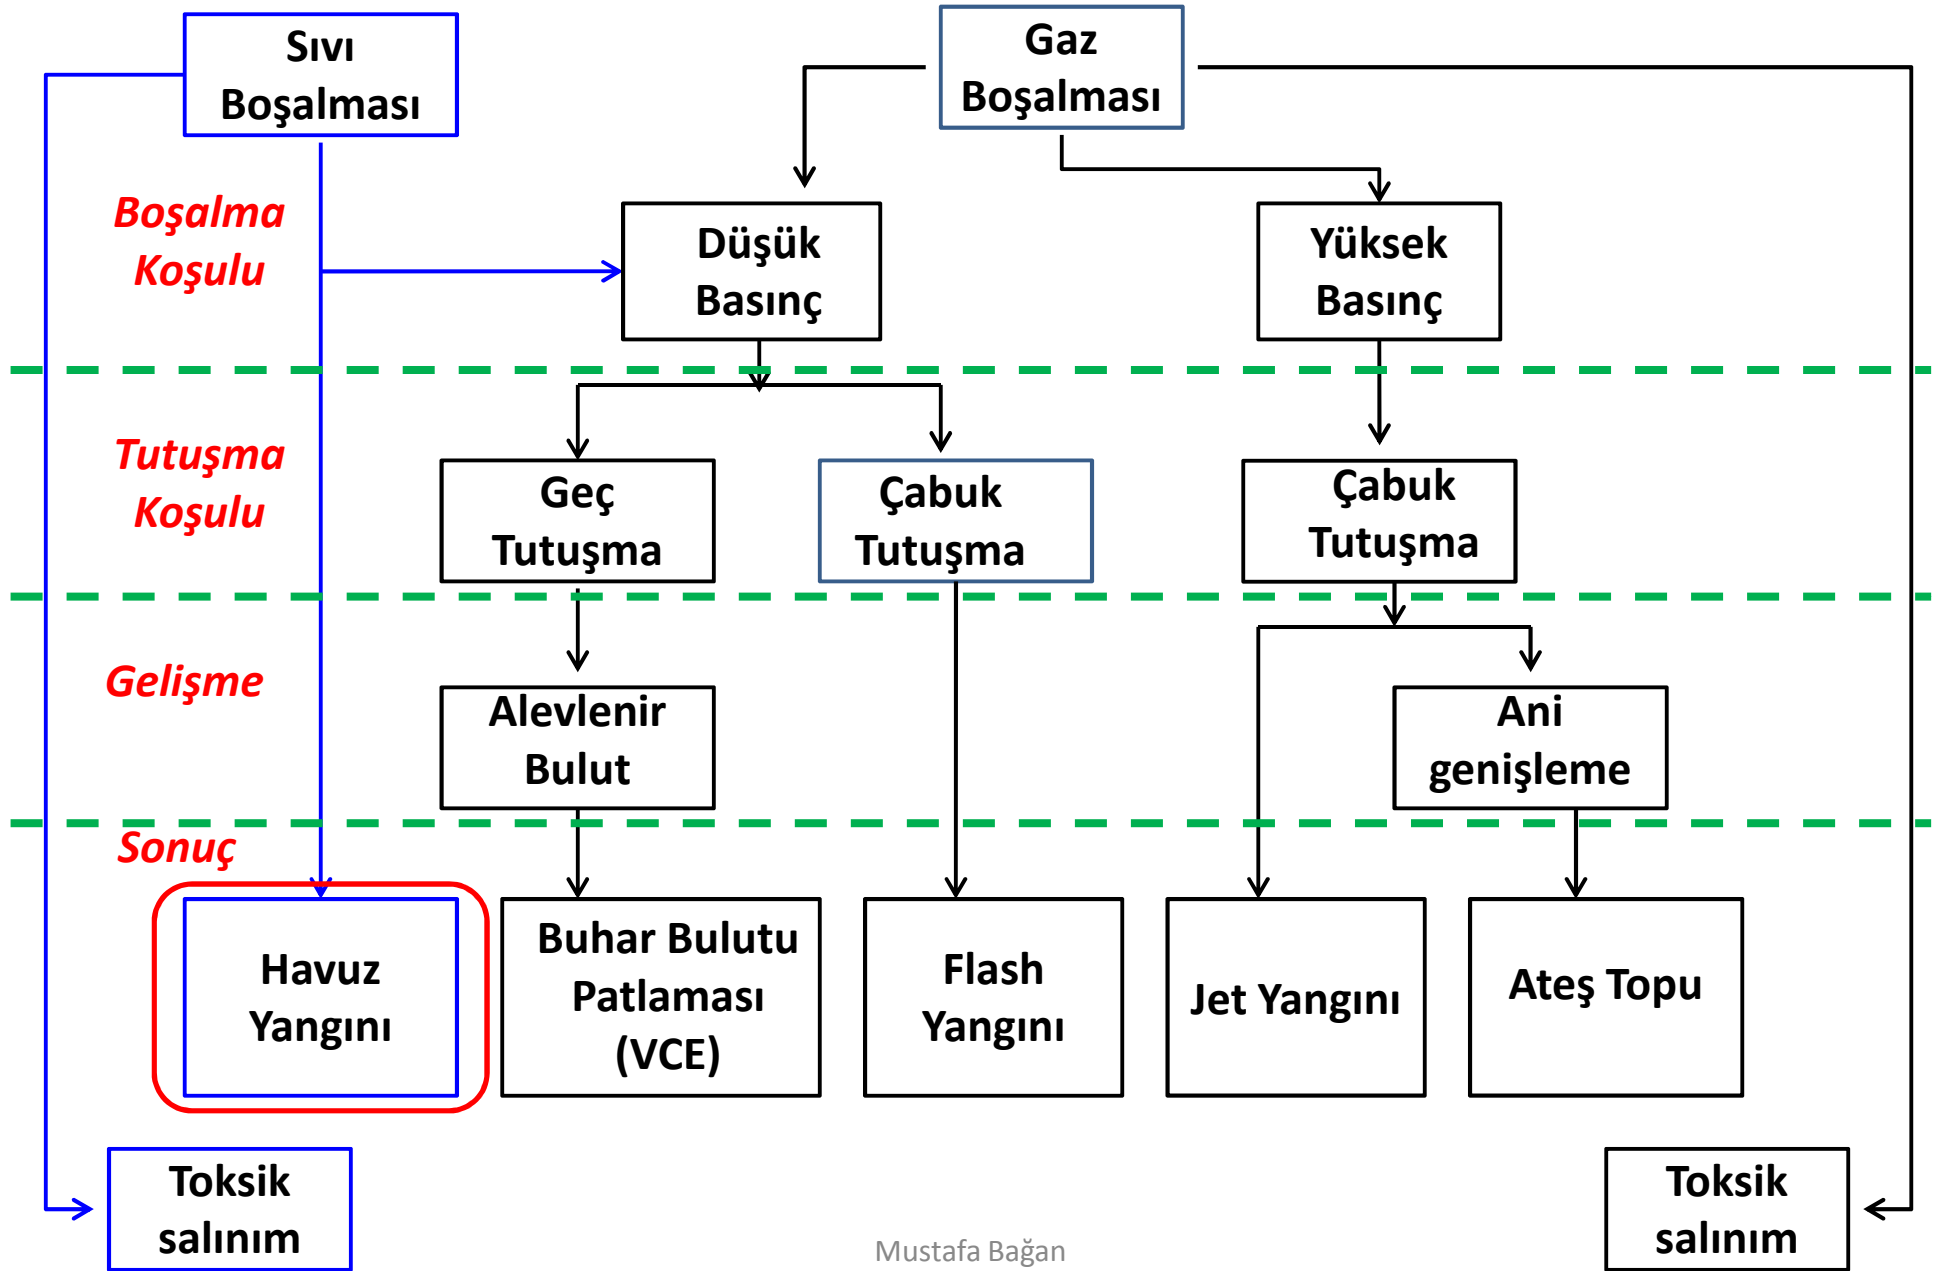 Sıvı
Boşalması
Gaz
Boşalması
Boşalma
Koşulu
Düşük
Basınç
Yüksek
Basınç
Tutuşma
Koşulu
Geç
Tutuşma
Çabuk
Tutuşma
Çabuk
Tutuşma
Gelişme
Alevlenir
Bulut
Ani
genişleme
Sonuç
Havuz
Yangını
Buhar Bulutu
Patlaması
(VCE)
Flash
Yangını
Jet Yangını
Ateş Topu
Toksik
salınım
Toksik
salınım
Mustafa Bağan